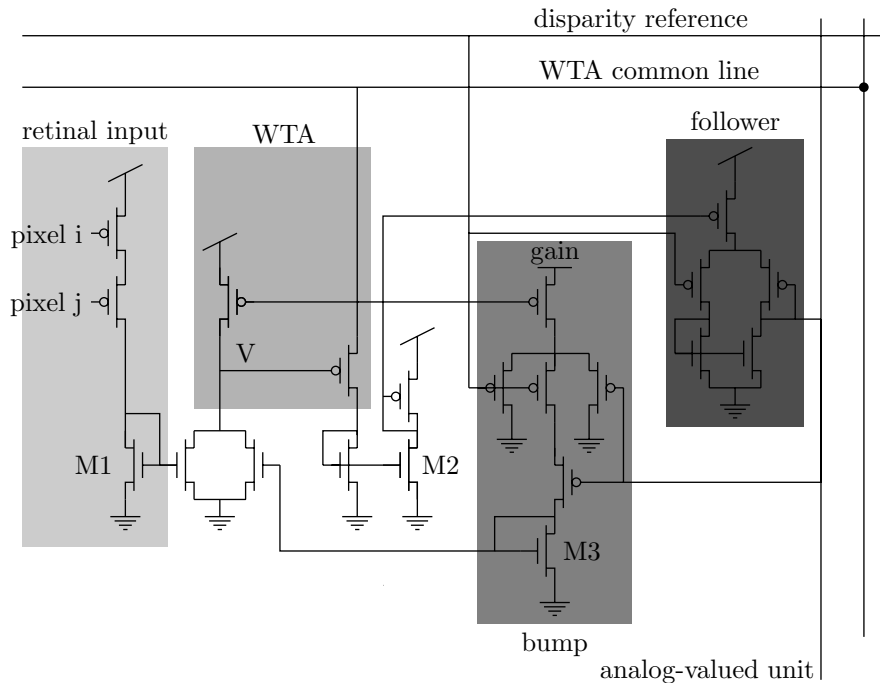 disparity reference
WTA common line
retinal input
WTA
follower
pixel i
gain
pixel j
V
M1
M2
M3
bump
analog-valued unit